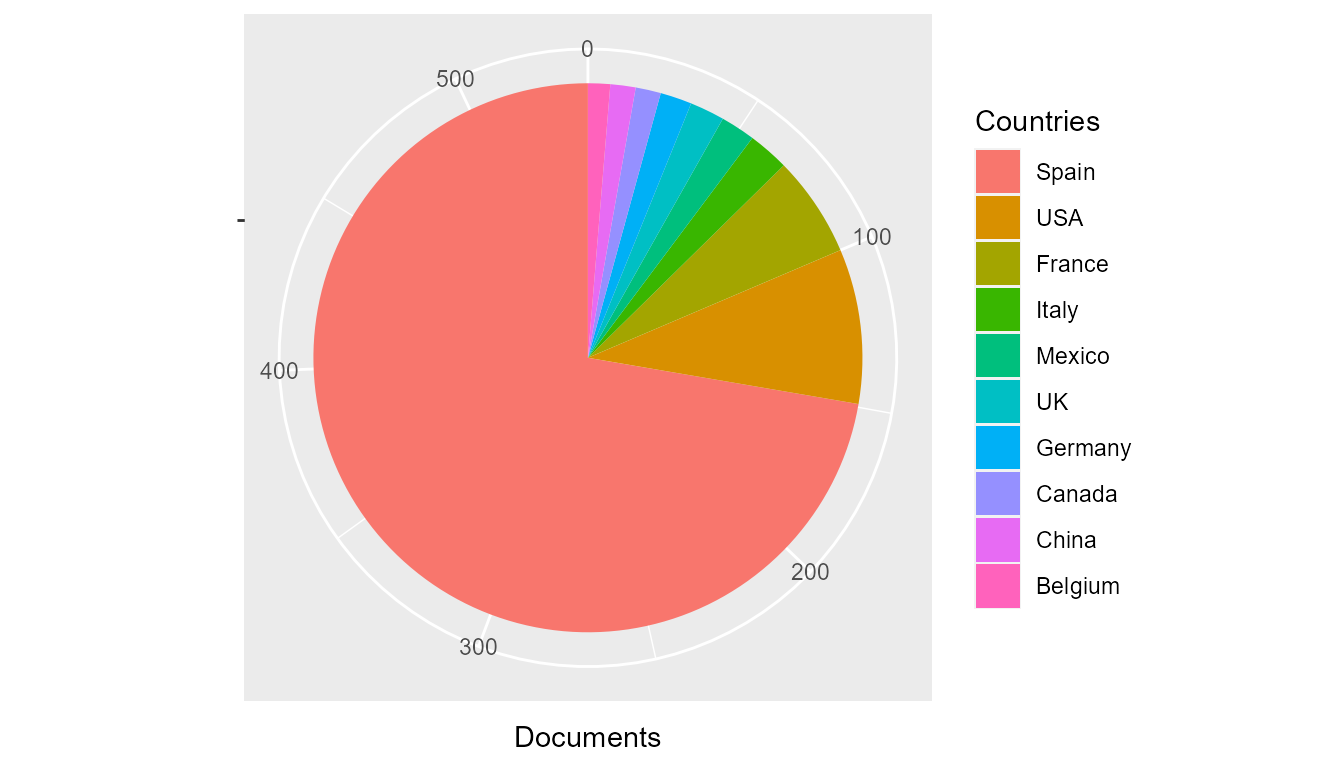 0
500
100
400
200
300
Documents
Countries
Spain
USA
France
Italy
Mexico
UK
Germany
Canada
China
Belgium